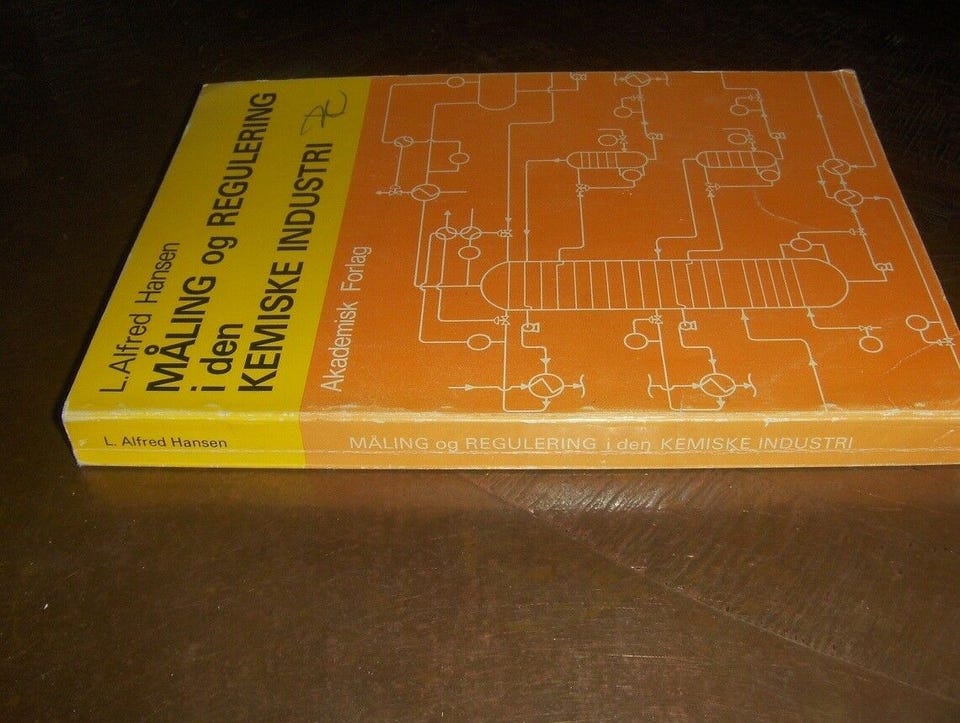 L. Alfred Hansen
MÅLING og REGULERING
i den
KEMISKE INDUSTRI
Akademisk Forlag
L. Alfred Hansen
MÅLING og REGULERING i den KEMISKE INDUSTRI